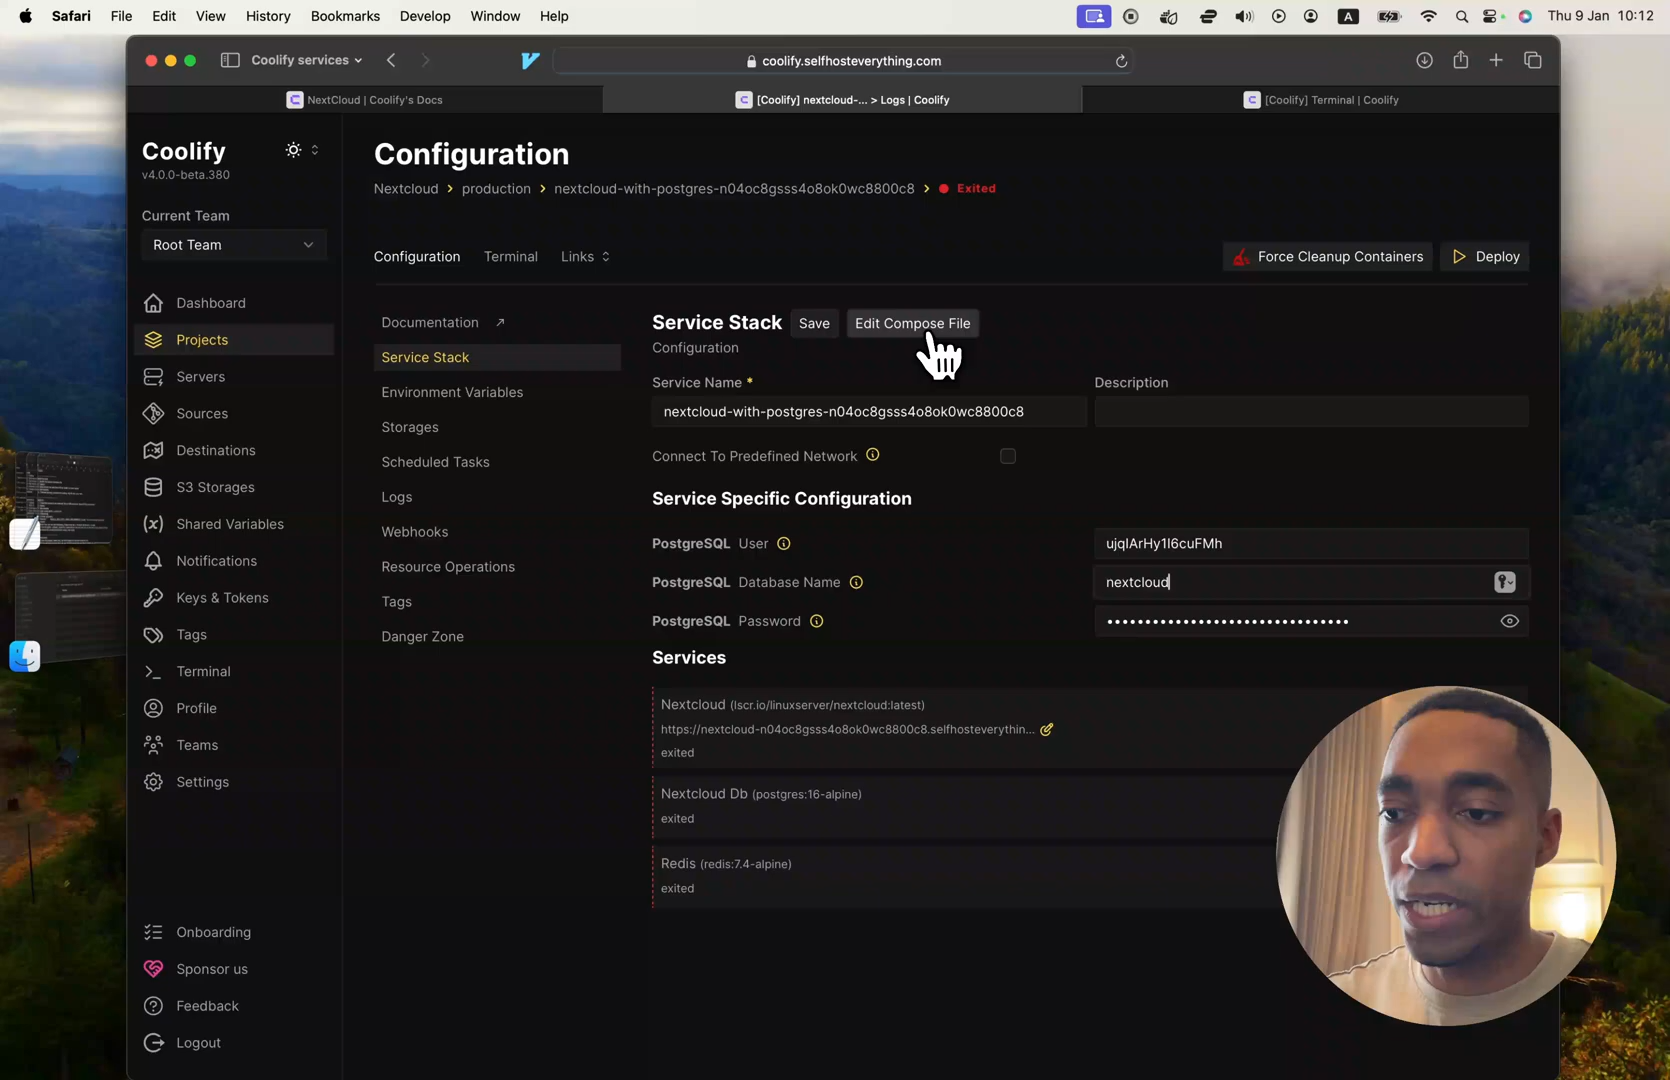 Safari File Edit View History Bookmarks Develop Window Help
A
Thu 9 Jan 10:12
Coolify services
coolify.selfhosteverything.com
NextCloud | Coolify's Docs
[Coolify] nextcloud-... > Logs | Coolify
[Coolify] Terminal | Coolify
Coolify
v4.0.0-beta.380
Current Team
Root Team
Dashboard
Projects
Servers
Sources
Destinations
S3 Storages
Shared Variables
Notifications
Keys & Tokens
Tags
Terminal
Profile
Teams
Settings
Onboarding
Sponsor us
Feedback
Logout
Configuration
Nextcloud > production > nextcloud-with-postgres-n04oc8gsss4o8ok0wc8800c8 > Exited
Configuration Terminal Links
Force Cleanup Containers
Deploy
Documentation
Service Stack
Environment Variables
Storages
Scheduled Tasks
Logs
Webhooks
Resource Operations
Tags
Danger Zone
Service Stack Save Edit Compose File
Configuration
Service Name *
Description
nextcloud-with-postgres-n04oc8gsss4o8ok0wc8800c8
Connect To Predefined Network
Service Specific Configuration
PostgreSQL User
ujqlArHy1I6cuFMh
PostgreSQL Database Name
nextcloud
PostgreSQL Password
Services
Nextcloud (lscr.io/linuxserver/nextcloud:latest)
https://nextcloud-n04oc8gsss4o8ok0wc8800c8.selfhosteverythin...
exited
Nextcloud Db (postgres:16-alpine)
exited
Redis (redis:7.4-alpine)
exited